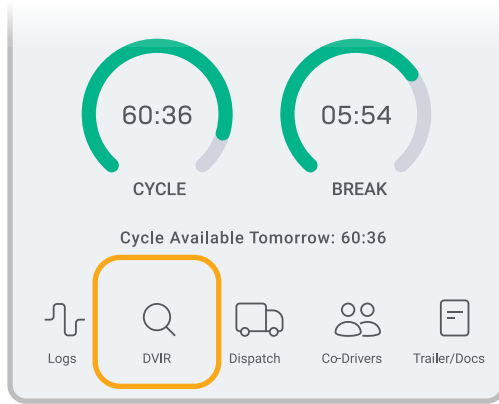 60:36 05:54
CYCLE BREAK
Cycle Available Tomorrow: 60:36
Logs DVIR Dispatch Co-Drivers Trailer/Docs